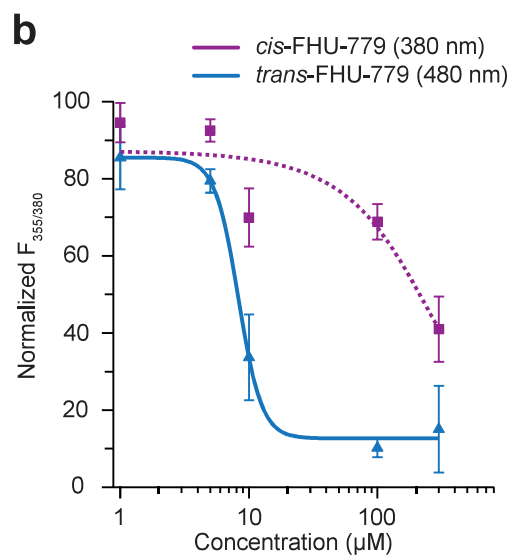 b
cis-FHU-779 (380 nm)
trans-FHU-779 (480 nm)
Normalized F355/380
100
80
60
40
20
0
1
10
100
Concentration (µM)